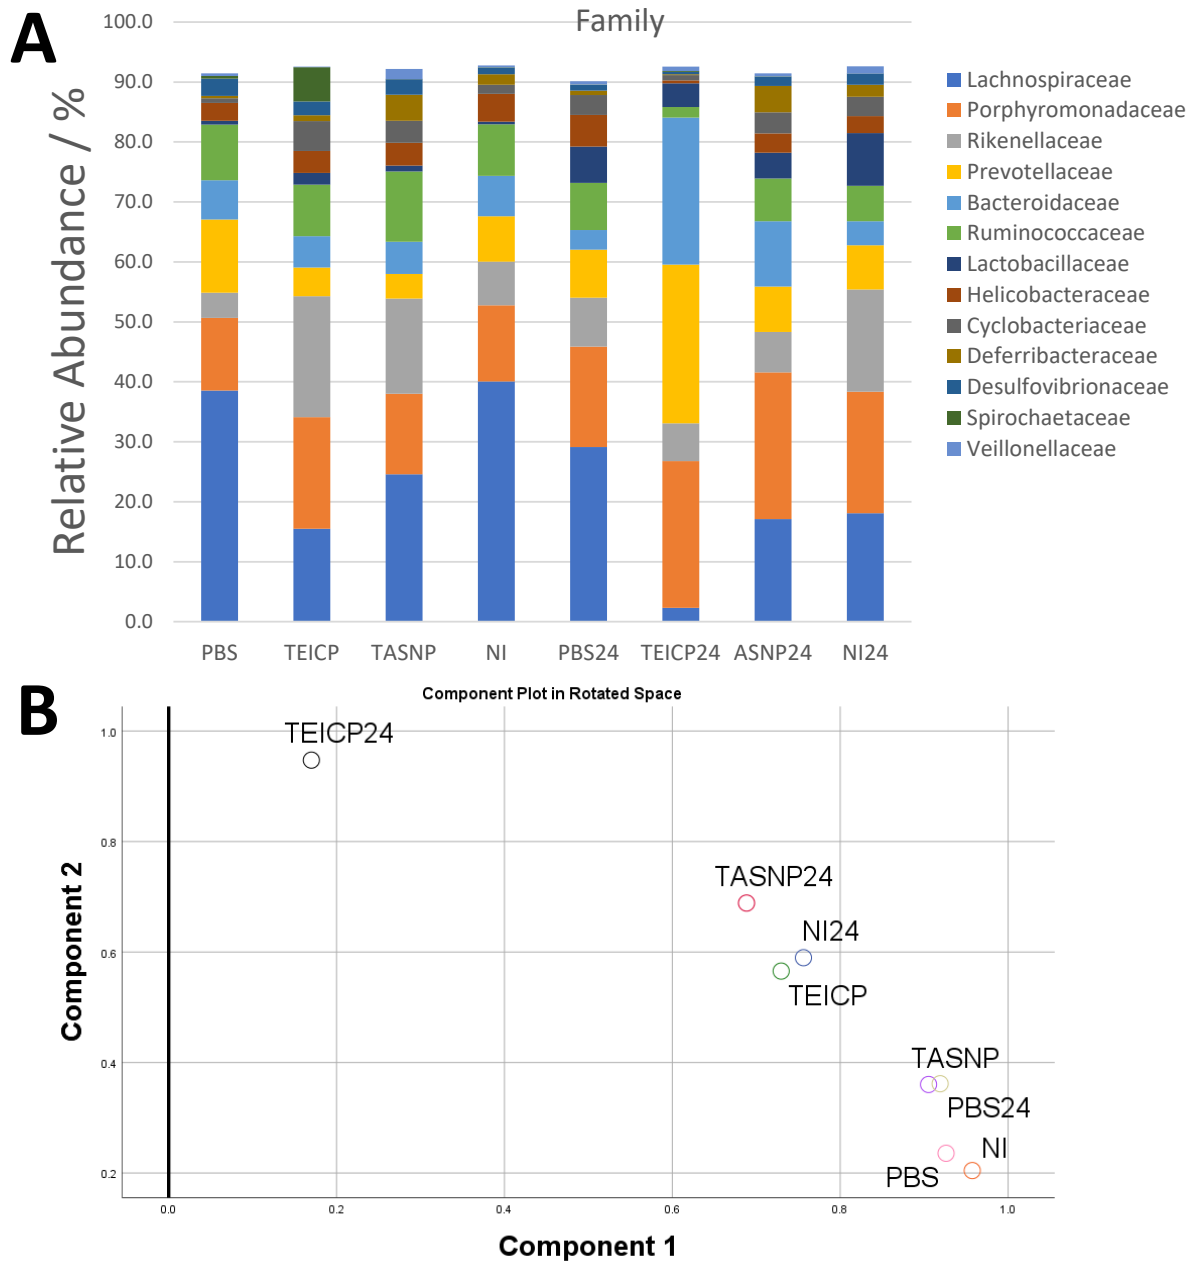 A
Family
Relative Abundance / %
100.0
90.0
80.0
70.0
60.0
50.0
40.0
30.0
20.0
10.0
0.0
PBS TEICP TASNP NI PBS24 TEICP24 ASNP24 NI24
Lachnospiraceae
Porphyromonadaceae
Rikenellaceae
Prevotellaceae
Bacteroidaceae
Ruminococcaceae
Lactobacillaceae
Helicobacteraceae
Cyclobacteriaceae
Deferribacteraceae
Desulfovibrionaceae
Spirochaetaceae
Veillonellaceae
B
Component Plot in Rotated Space
Component 2
1.0
0.8
0.6
0.4
0.2
TEICP24
TASNP24
NI24
TEICP
TASNP
PBS24
NI
PBS
0.0 0.2 0.4 0.6 0.8 1.0
Component 1